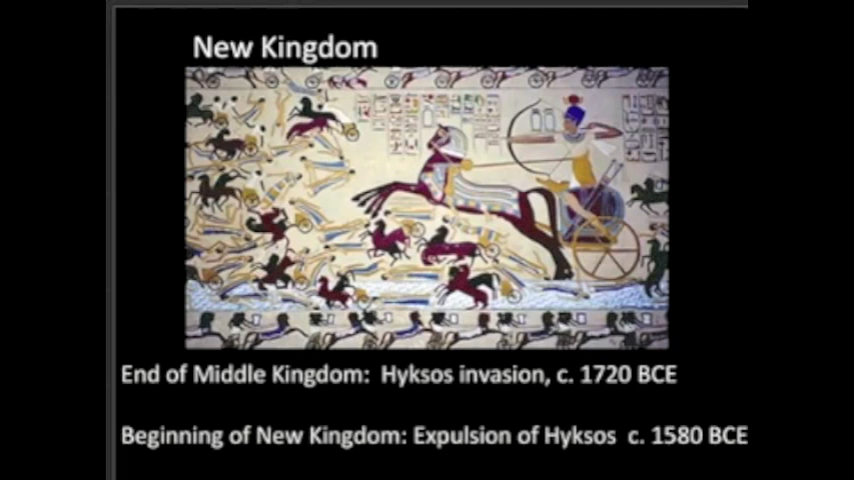 New Kingdom
End of Middle Kingdom:  Hyksos invasion, c. 1720 BCE
Beginning of New Kingdom: Expulsion of Hyksos  c. 1580 BCE